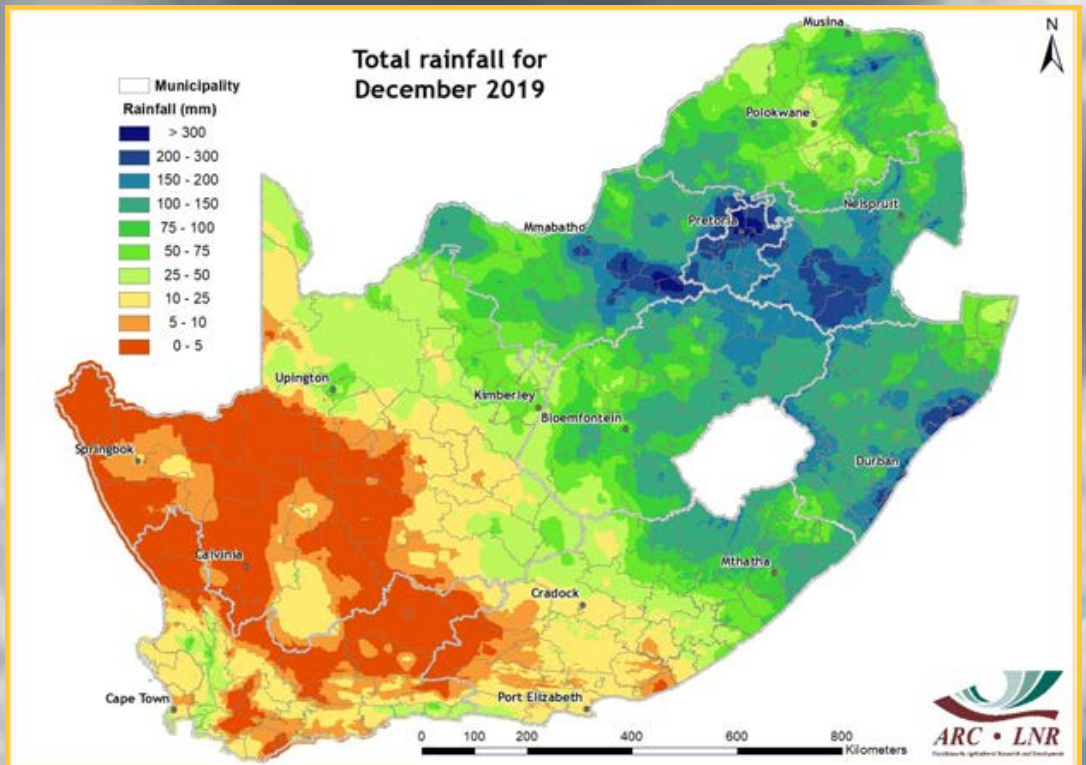 Total rainfall for
December 2019
N
Municipality
Rainfall (mm)
> 300
200 - 300
150 - 200
100 - 150
75 - 100
50 - 75
25 - 50
10 - 25
5 - 10
0 - 5
Musina
Polokwane
Nelspruit
Pretoria
Mmabatho
Upington
Kimberley
Bloemfontein
Springbok
Durban
Calvinia
Mthatha
Cradock
Cape Town
Port Elizabeth
0 100 200 400 600 800
Kilometers
ARC • LNR